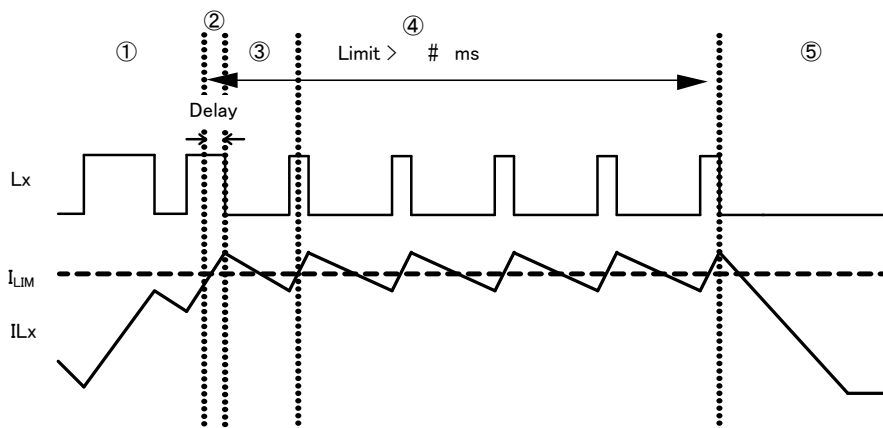 ① ② ③ ④ ⑤
Limit > # ms
Delay
Lx
ILIM
ILx